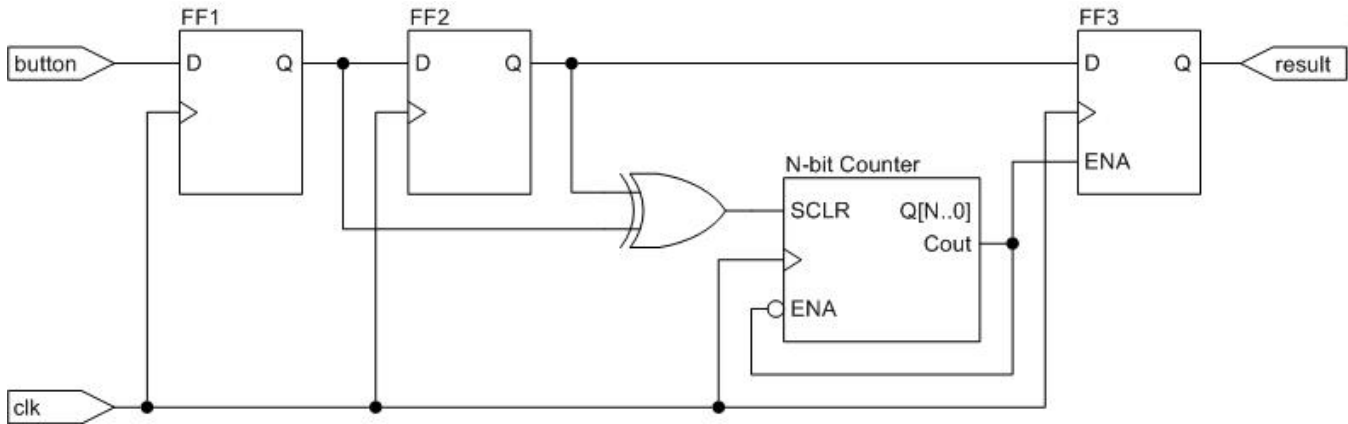 FF1
FF2
FF3
button
D
Q
D
Q
D
Q
result
N-bit Counter
ENA
SCLR
Q[N..0]
Cout
ENA
clk